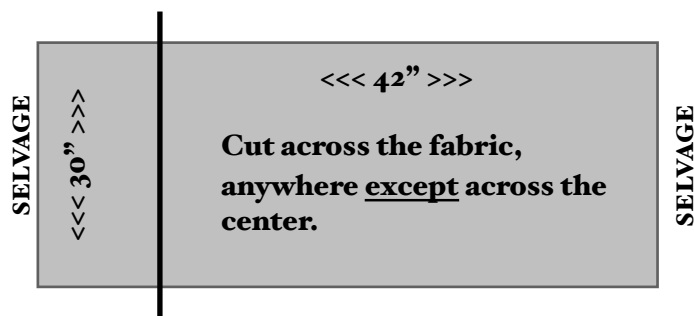 <<< 42” >>>
SELVAGE
<<< 30” >>>
Cut across the fabric,
anywhere except across the
center.
SELVAGE